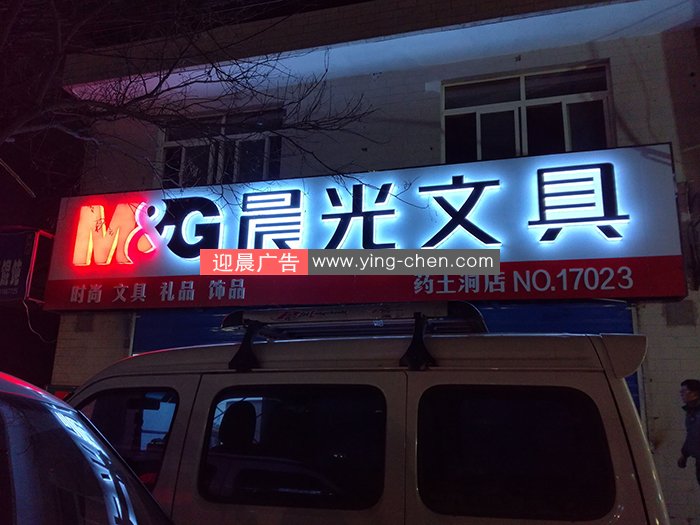 M&G晨光文具
迎晨广告 www.ying-chen.com
时尚 文具 礼品 饰品 药王洞店 NO.17023